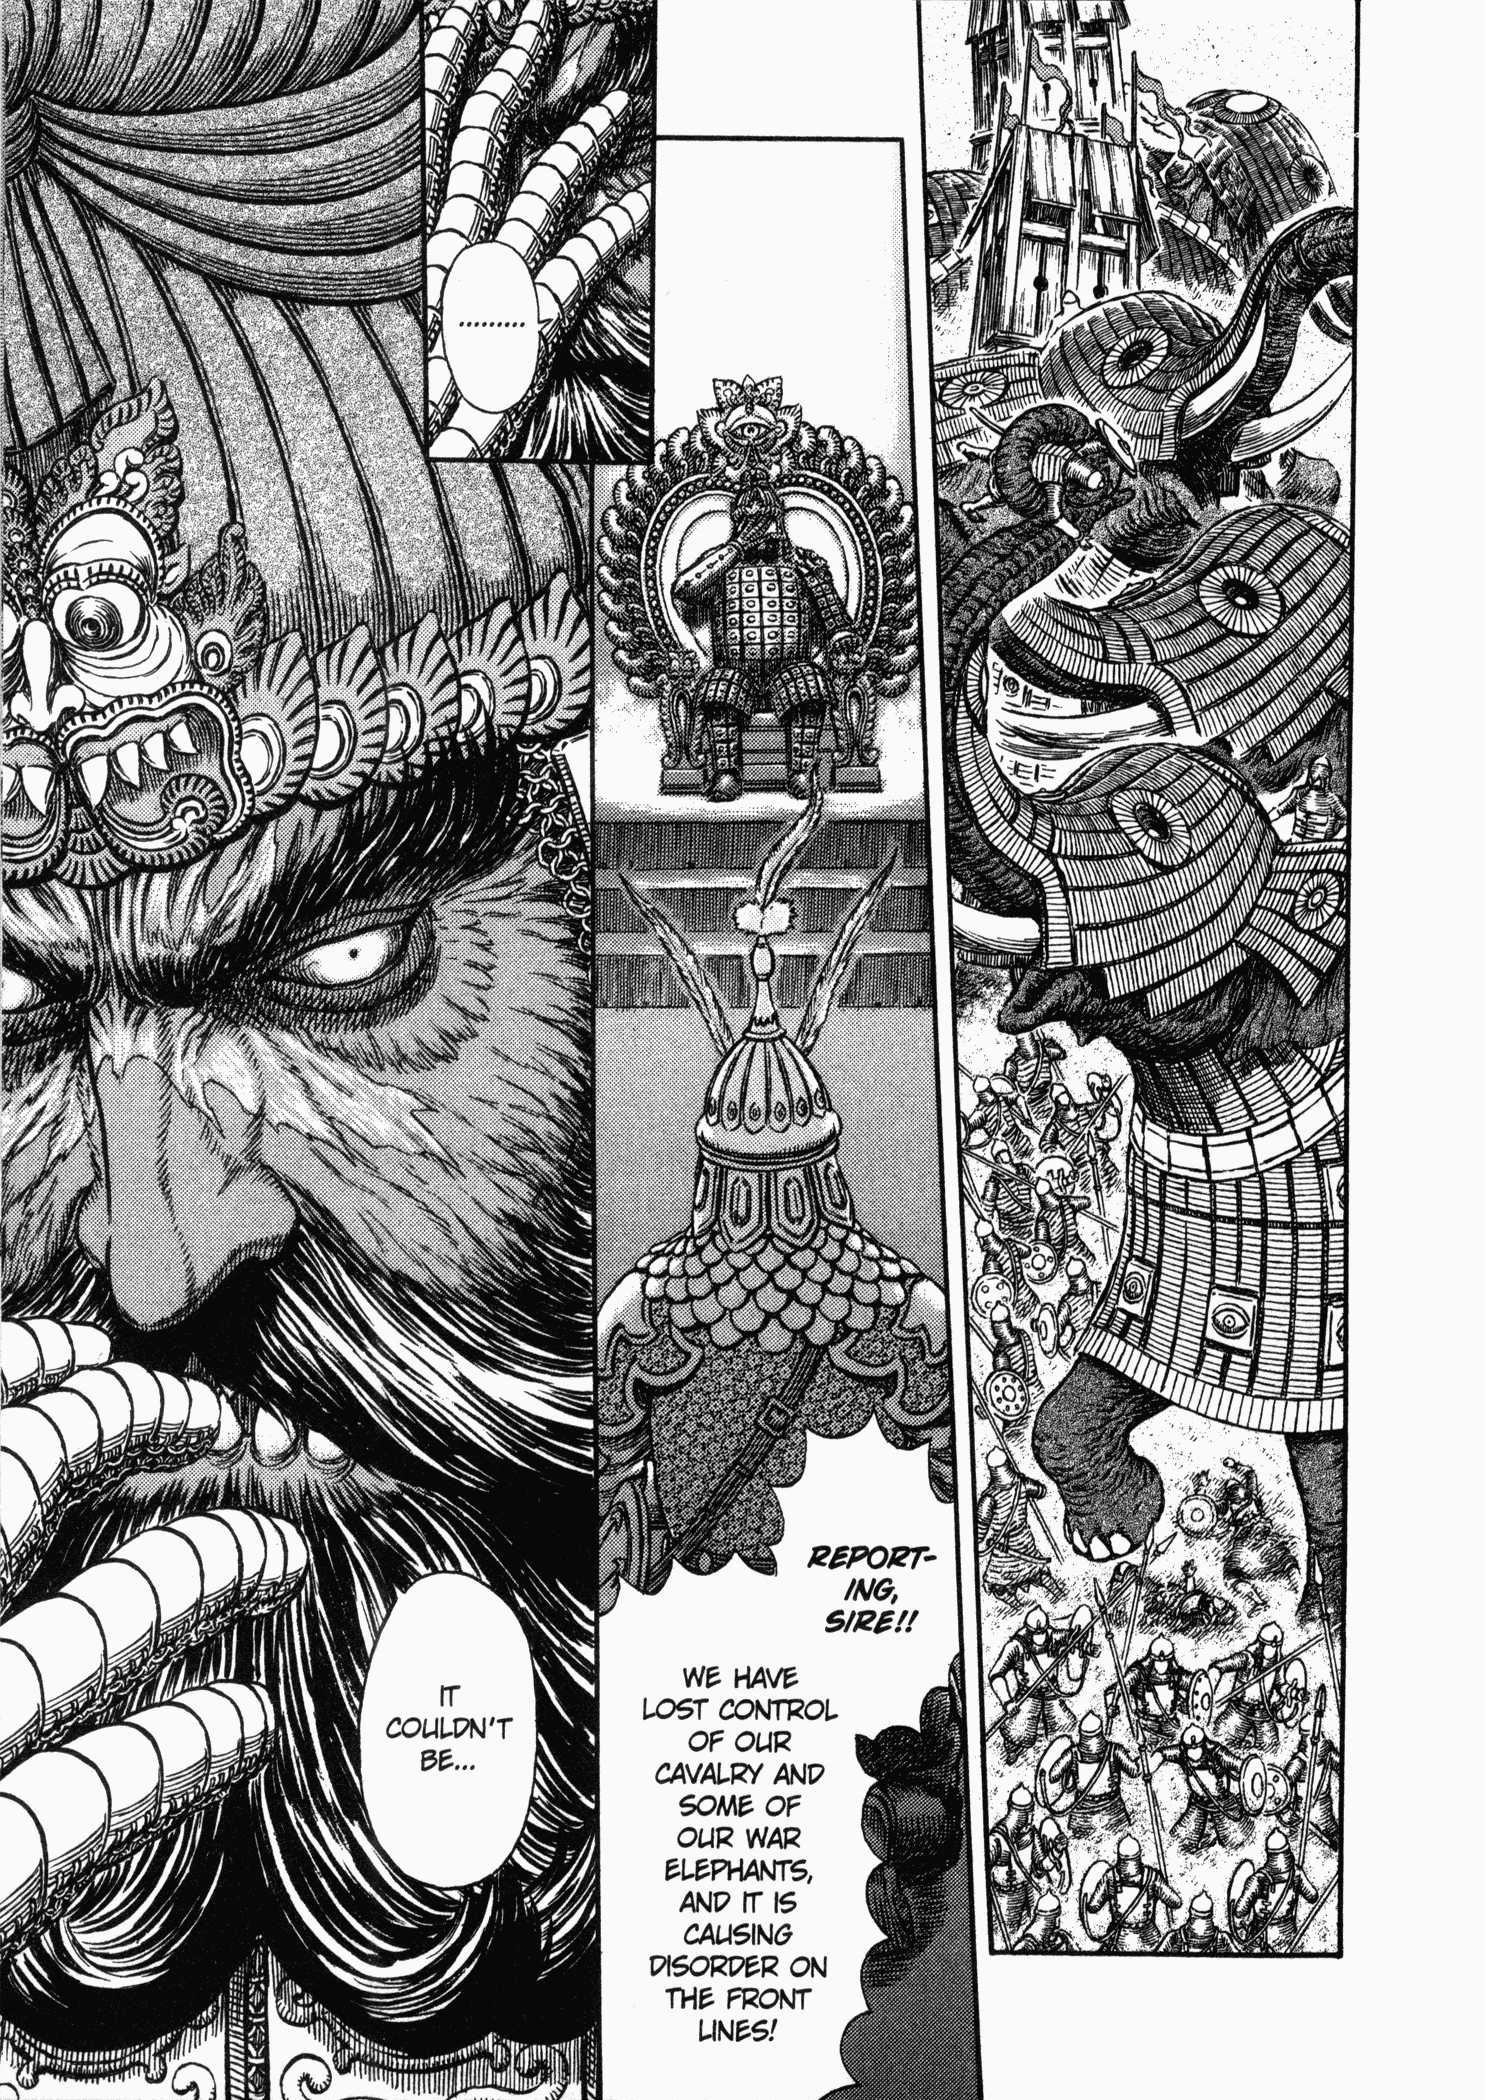 REPORT-
ING,
SIRE!!
WE HAVE
LOST CONTROL
OF OUR
CAVALRY AND
SOME OF
OUR WAR
ELEPHANTS,
AND IT IS
CAUSING
DISORDER ON
THE FRONT
LINES!
.........
IT
COULDN'T
BE...